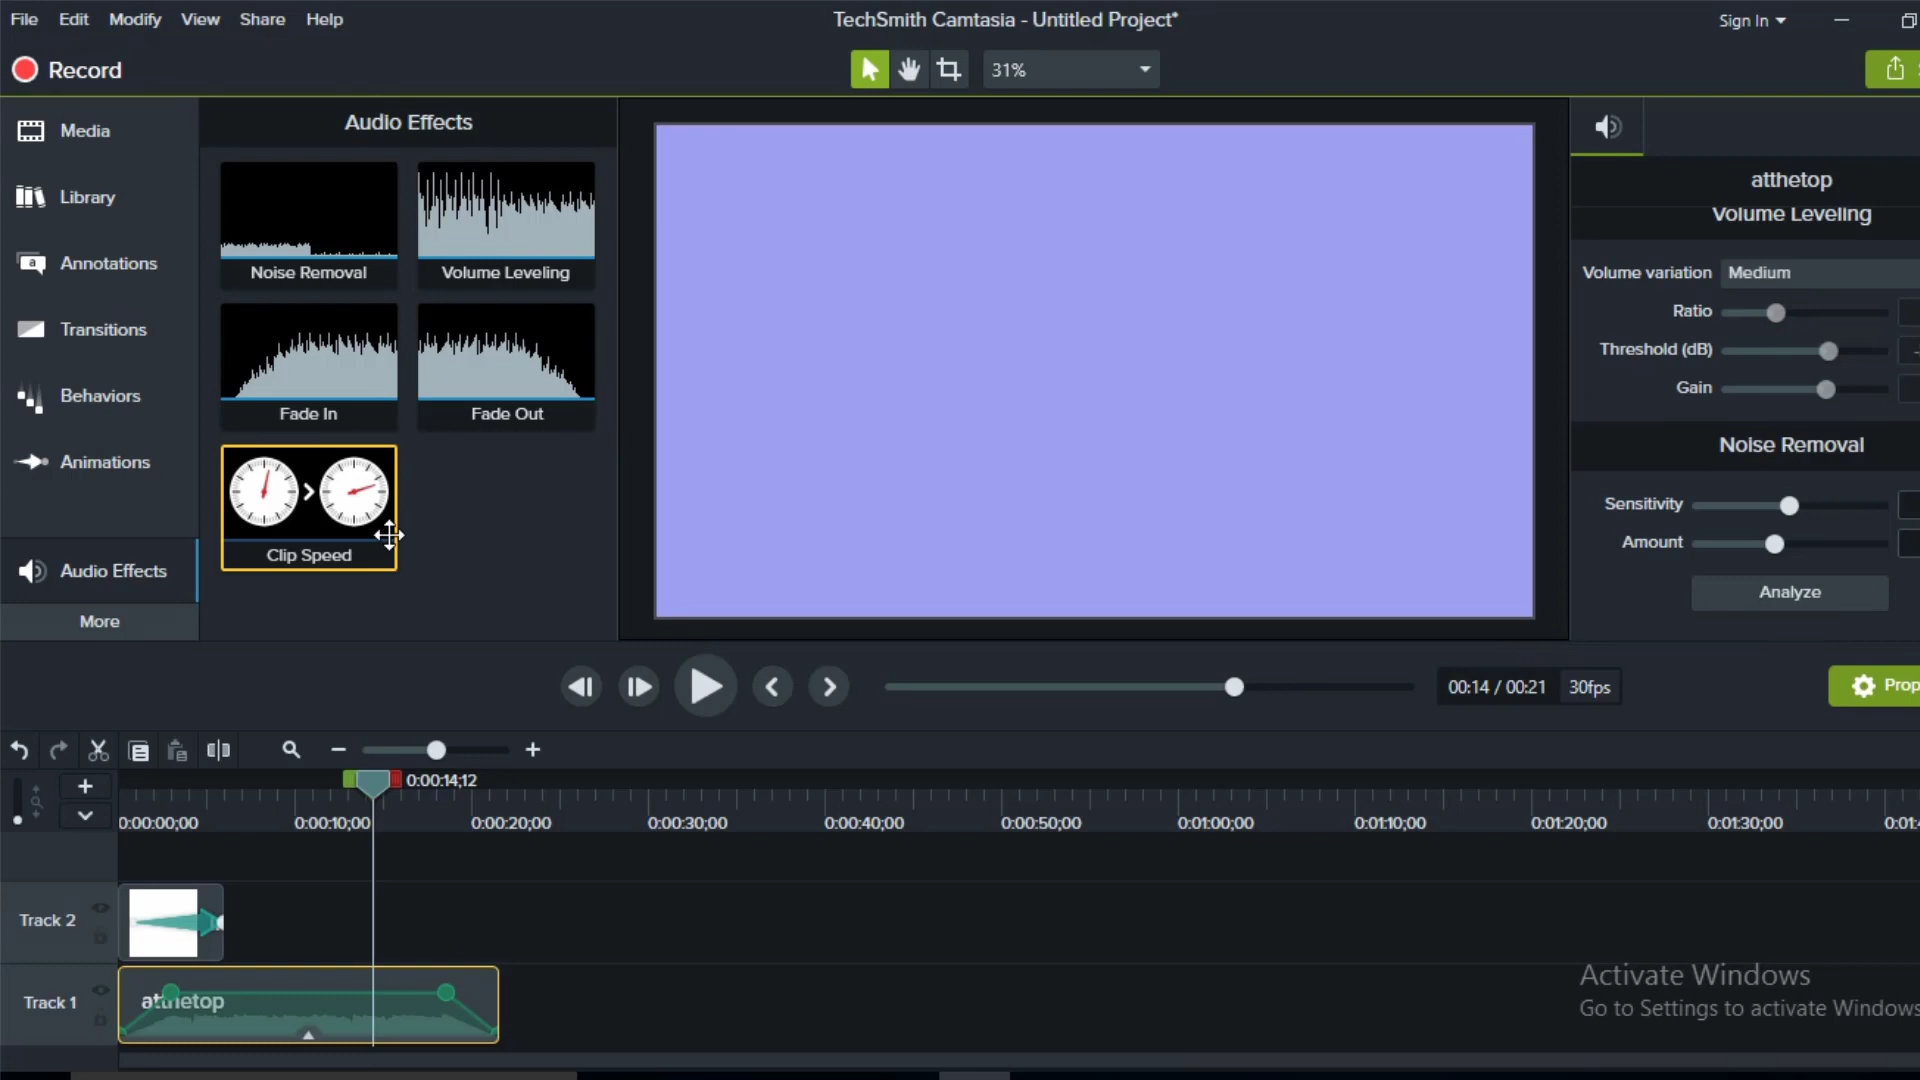 File Edit Modify View Share Help
TechSmith Camtasia - Untitled Project*
Sign In
Record
31%
Media
Library
Annotations
Transitions
Behaviors
Animations
Audio Effects
More
Audio Effects
Noise Removal
Volume Leveling
Fade In
Fade Out
Clip Speed
atthetop
Volume Leveling
Volume variation Medium
Ratio
Threshold (dB)
Gain
Noise Removal
Sensitivity
Amount
Analyze
00:14 / 00:21 30fps
Prop
0:00:14;12
0:00:00;00 0:00:10;00 0:00:20;00 0:00:30;00 0:00:40;00 0:00:50;00 0:01:00;00 0:01:10;00 0:01:20;00 0:01:30;00 0:01:4
Track 2
Track 1
atthetop
Activate Windows
Go to Settings to activate Windows